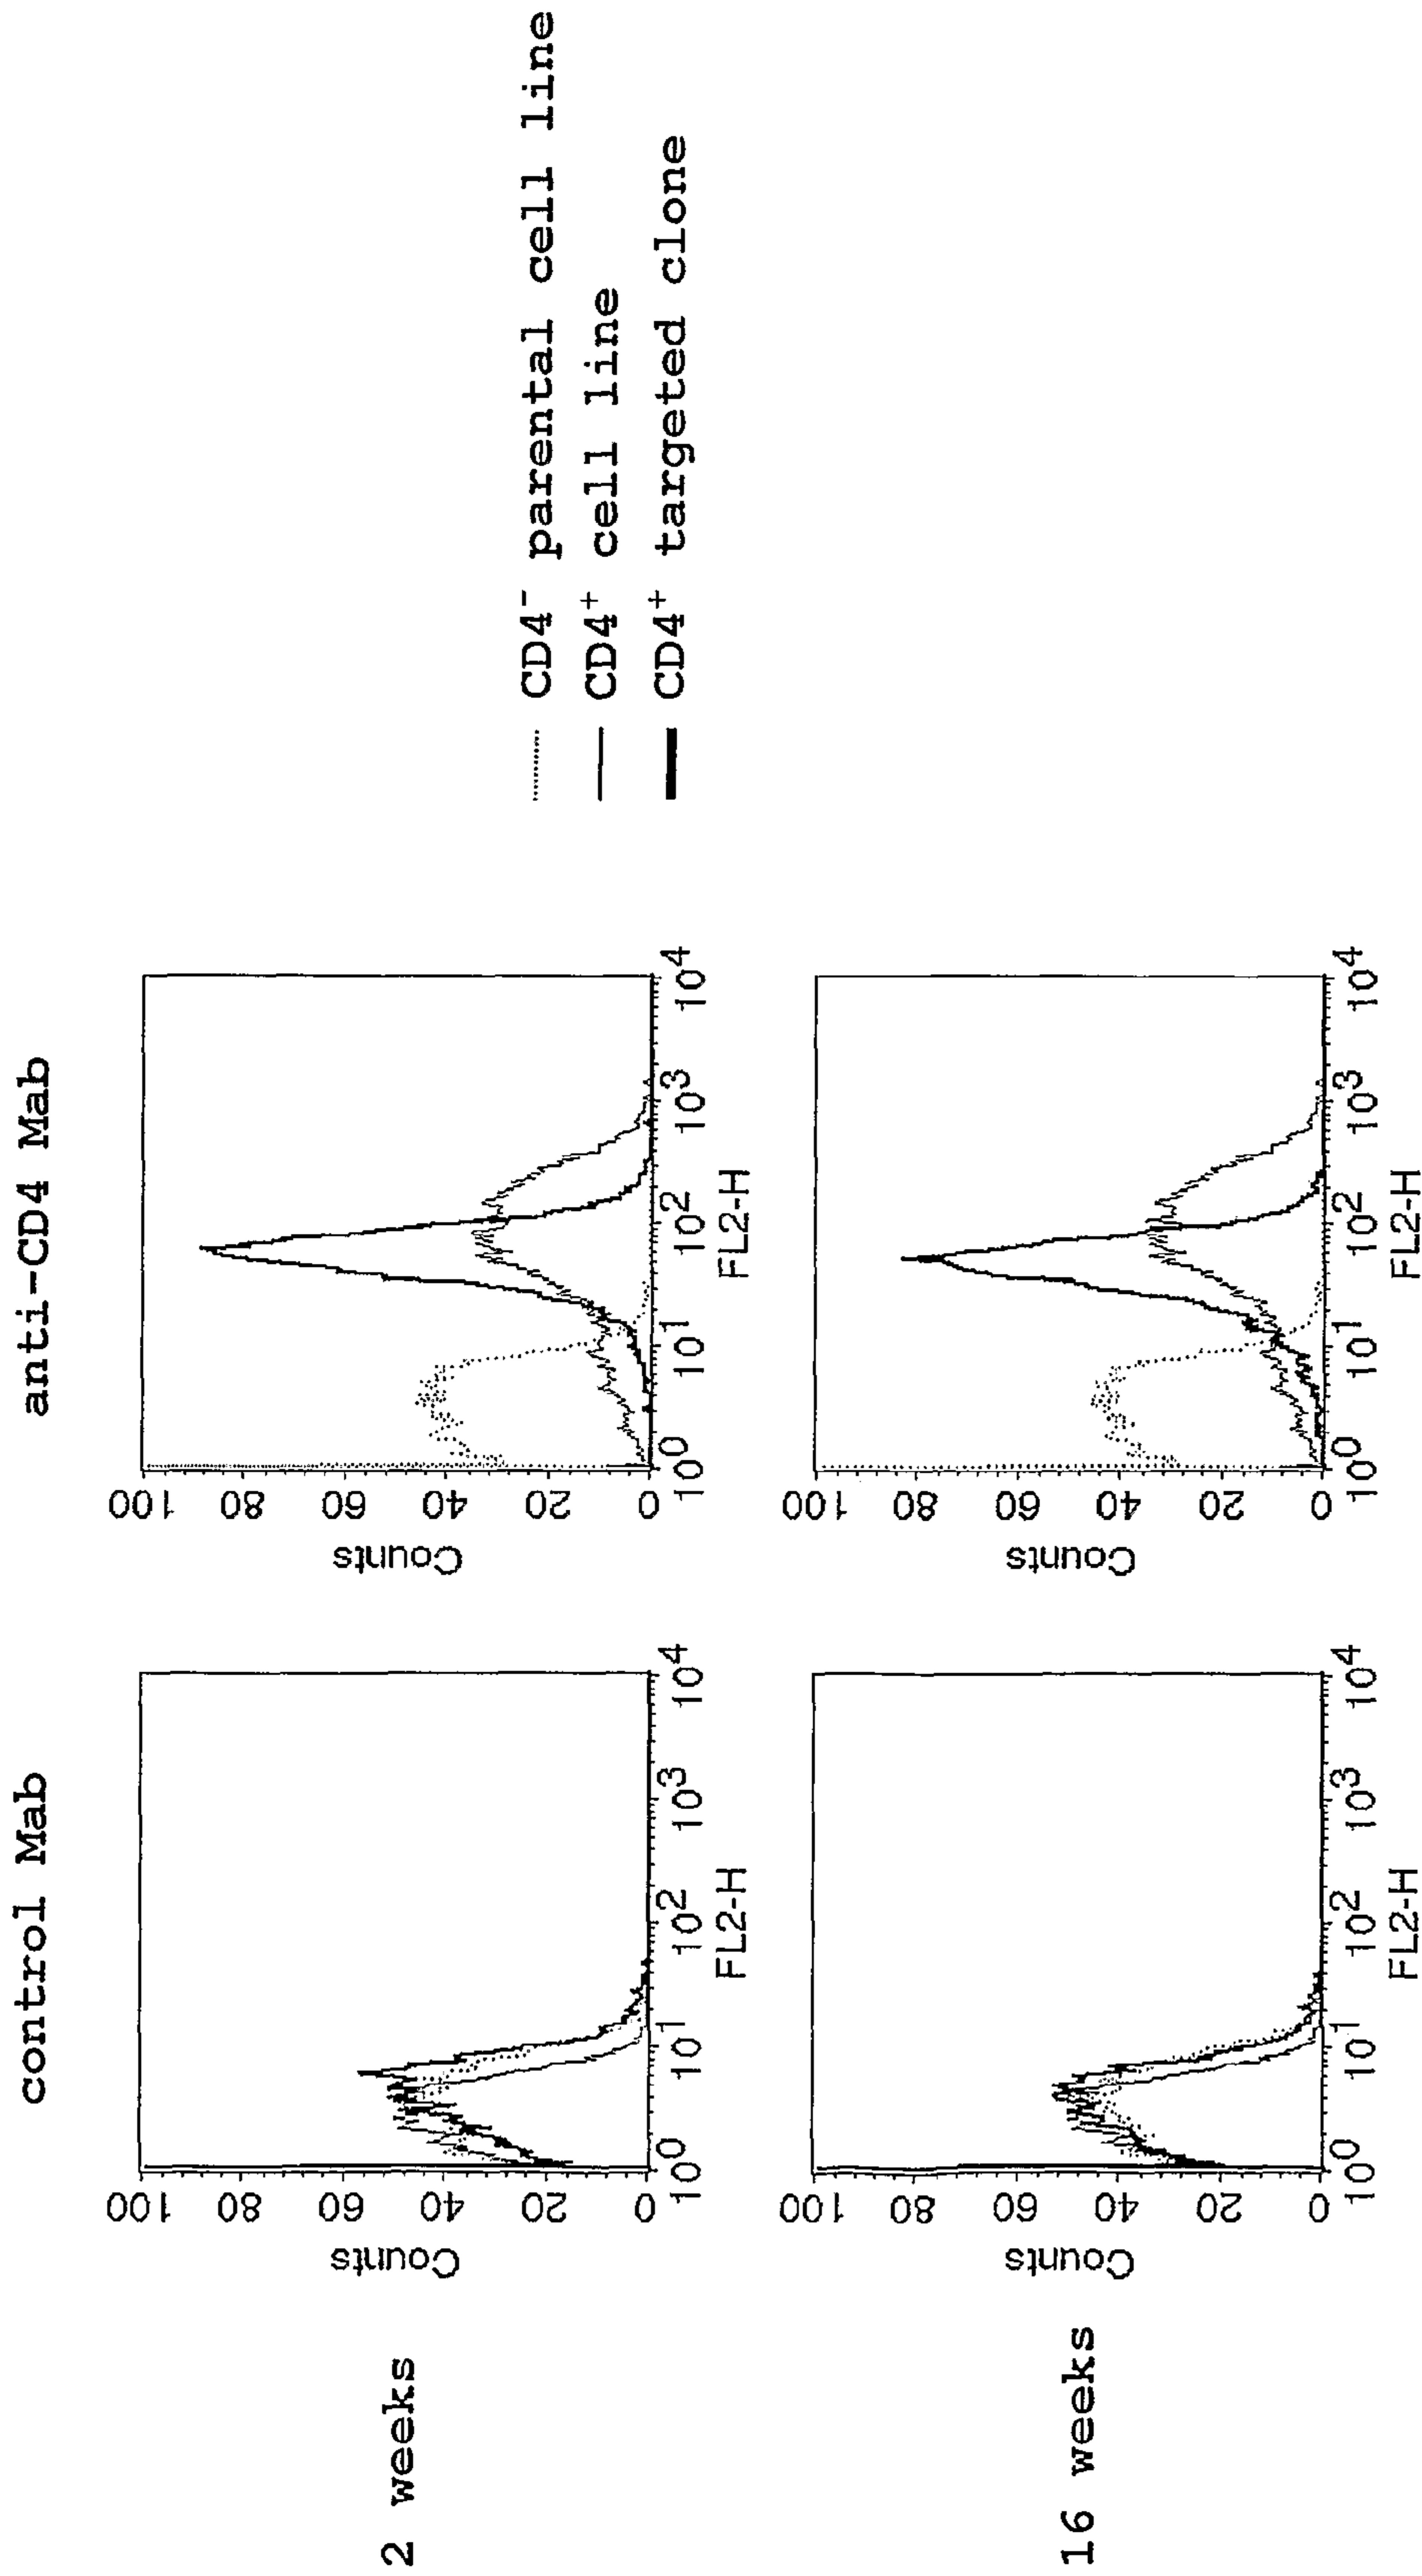 control Mab
anti-CD4 Mab
2 weeks
Counts
100
80
60
40
20
0
10⁰ 10¹ 10² 10³ 10⁴
FL2-H
Counts
100
80
60
40
20
0
10⁰ 10¹ 10² 10³ 10⁴
FL2-H
CD4⁻ parental cell line
CD4⁺ cell line
CD4⁺ targeted clone
16 weeks
Counts
100
80
60
40
20
0
10⁰ 10¹ 10² 10³ 10⁴
FL2-H
Counts
100
80
60
40
20
0
10⁰ 10¹ 10² 10³ 10⁴
FL2-H